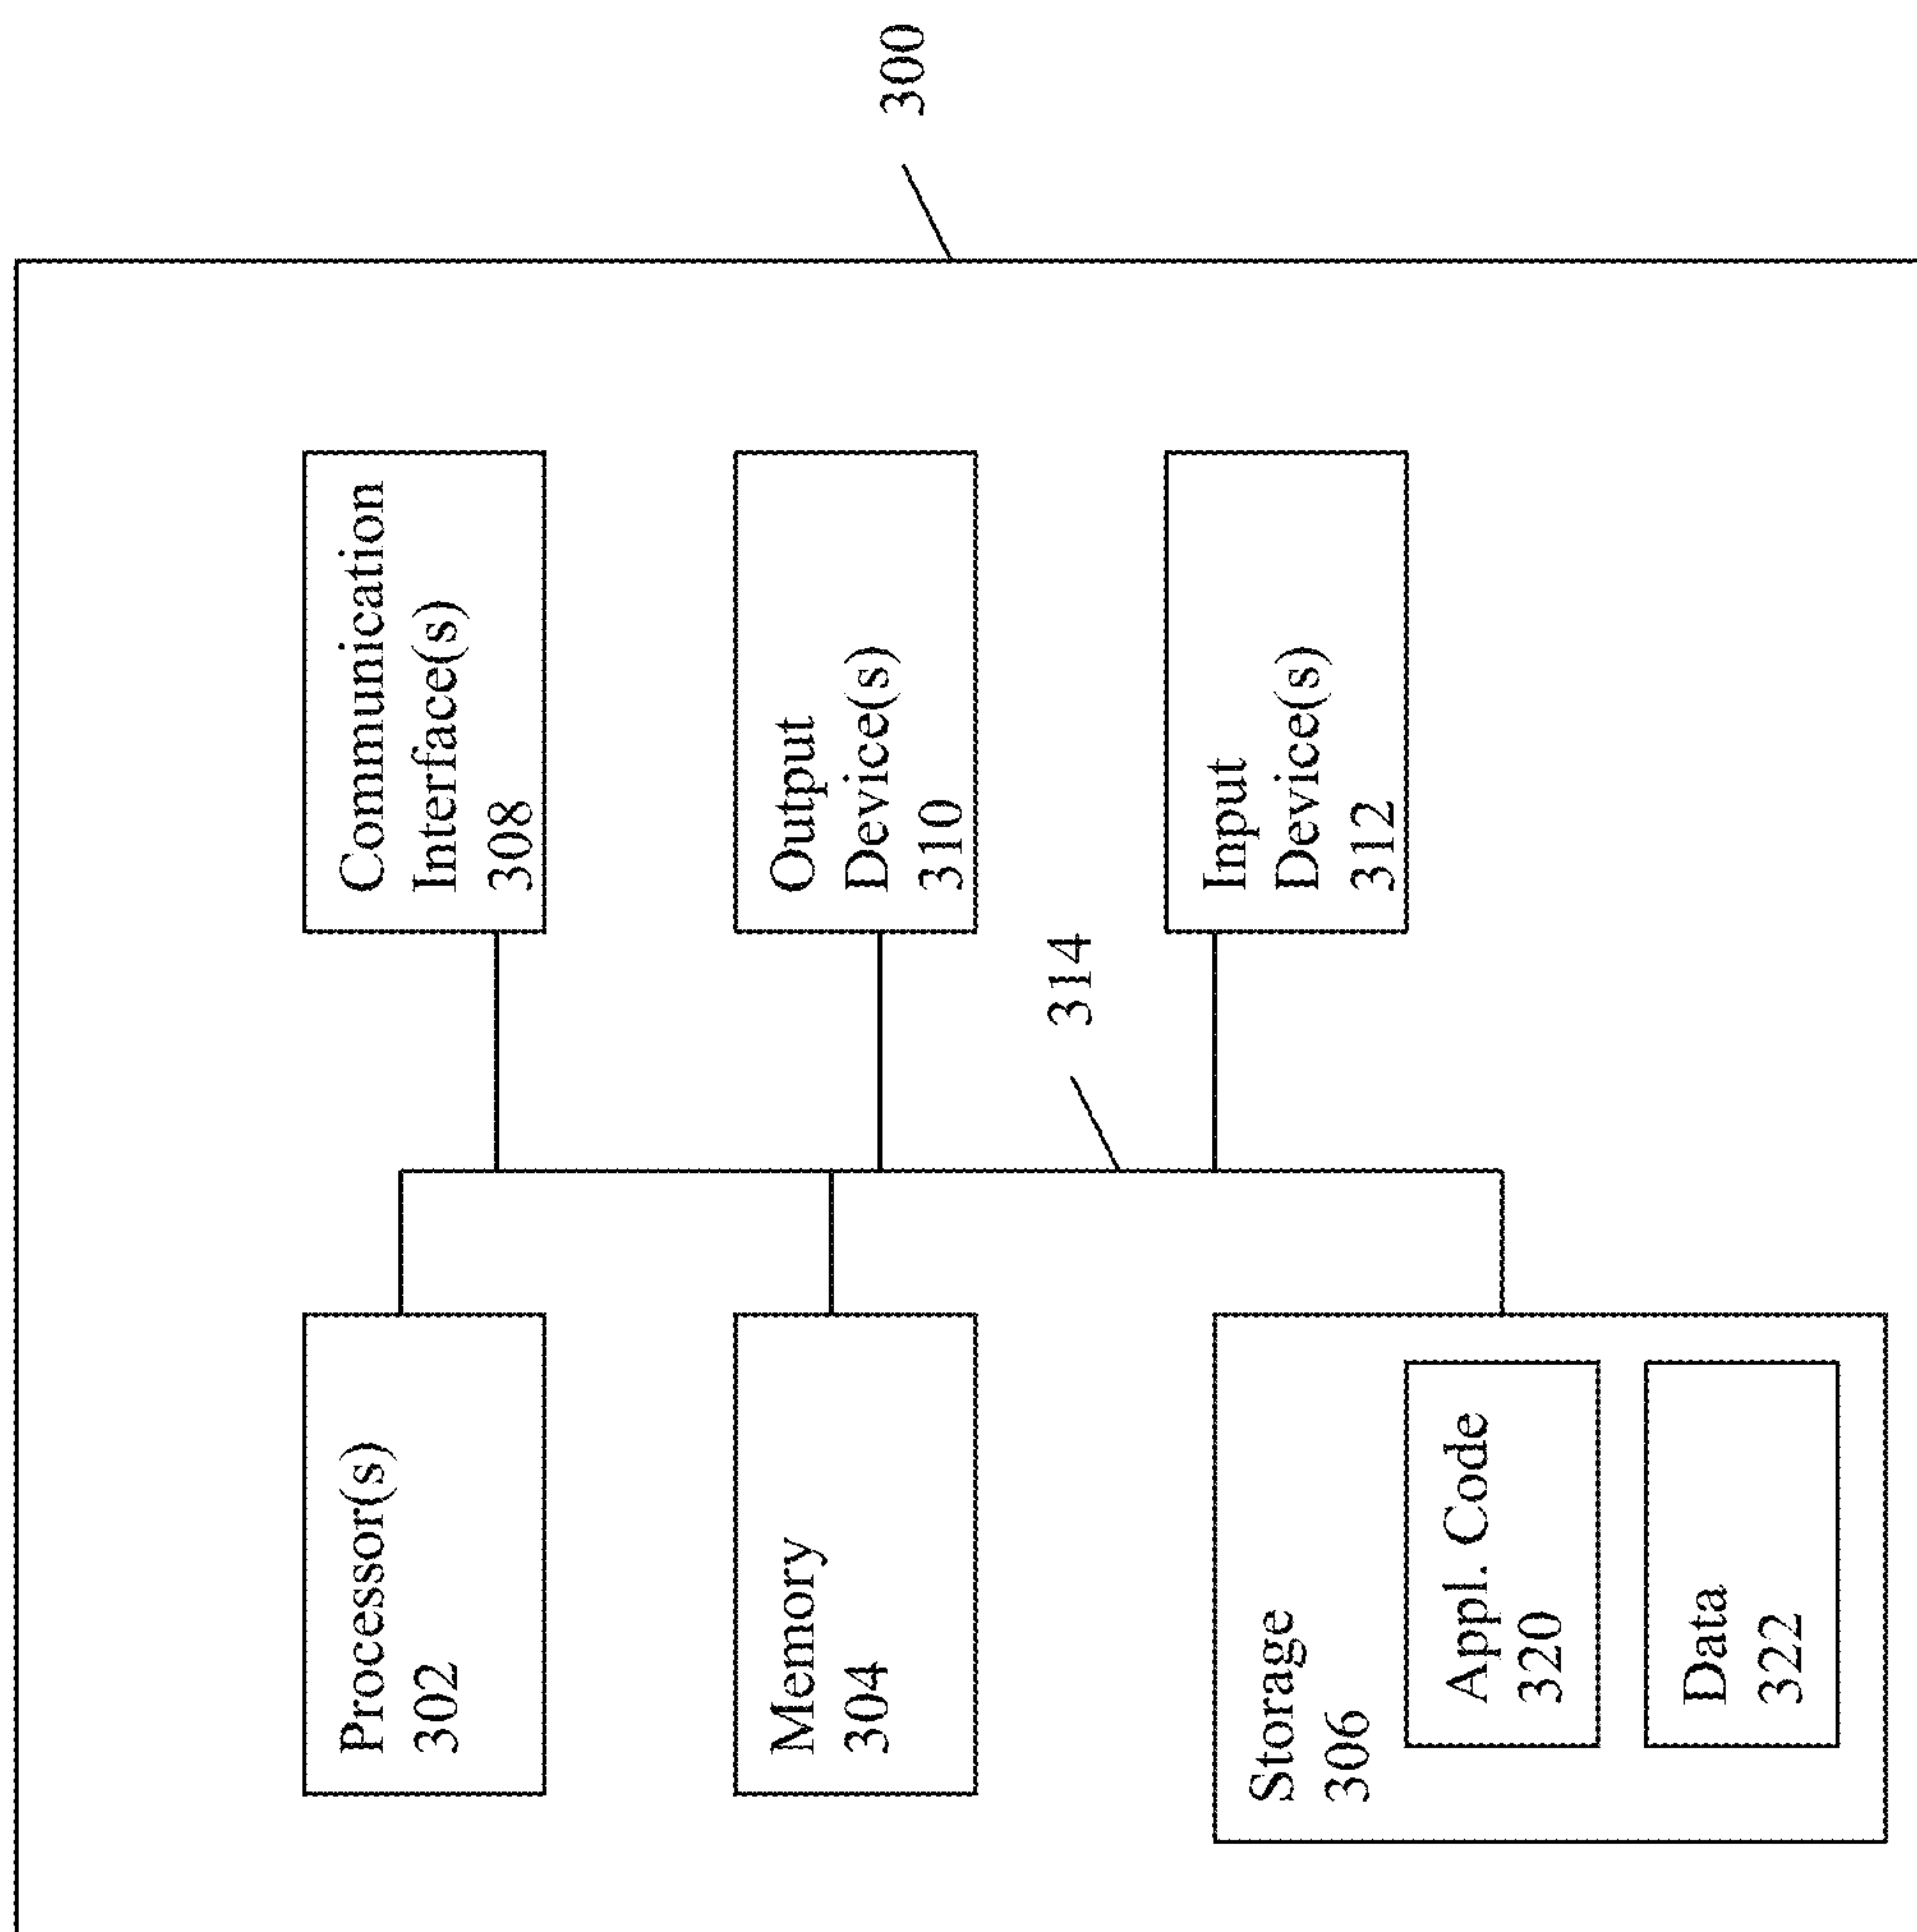 300
Processor(s)
302
Communication
Interface(s)
308
Memory
304
Output
Device(s)
310
314
Storage
306
Appl. Code
320
Data
322
Input
Device(s)
312